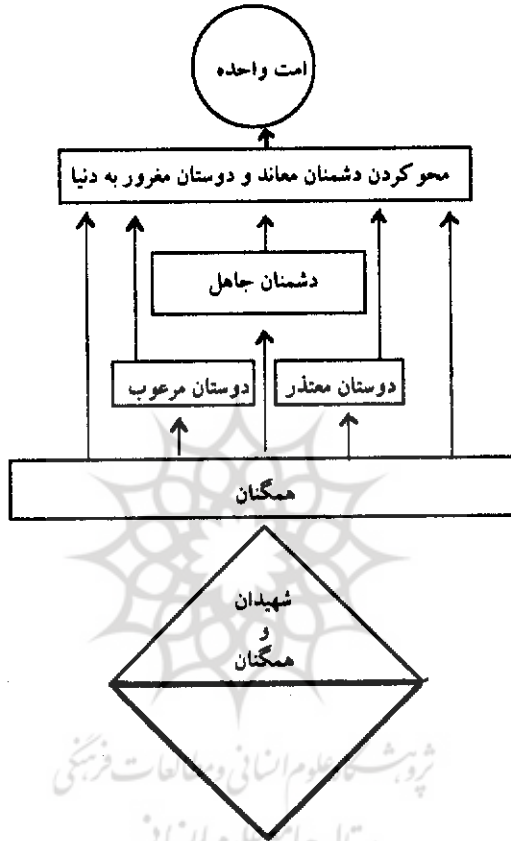 امت واحده
محو کردن دشمنان معاند و دوستان مغرور به دنیا
دشمنان جاهل
دوستان مرعوب
دوستان معتذر
همگنان
شهیدان
و
همگنان
پژوهشگاه علوم انسانی و مطالعات فرهنگی